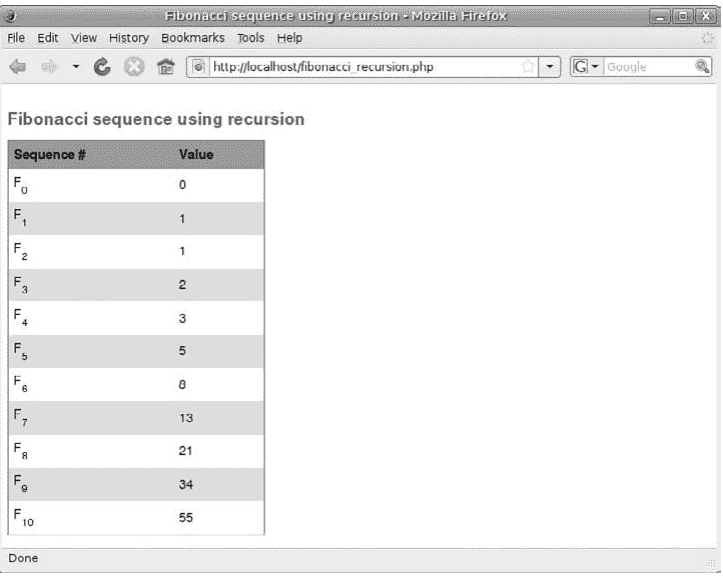 Fibonacci sequence using recursion - Mozilla Firefox
File Edit View History Bookmarks Tools Help
http://localhost/fibonacci_recursion.php G Google
Fibonacci sequence using recursion
Sequence # Value
F0 0
F1 1
F2 1
F3 2
F4 3
F5 5
F6 8
F7 13
F8 21
F9 34
F10 55
Done